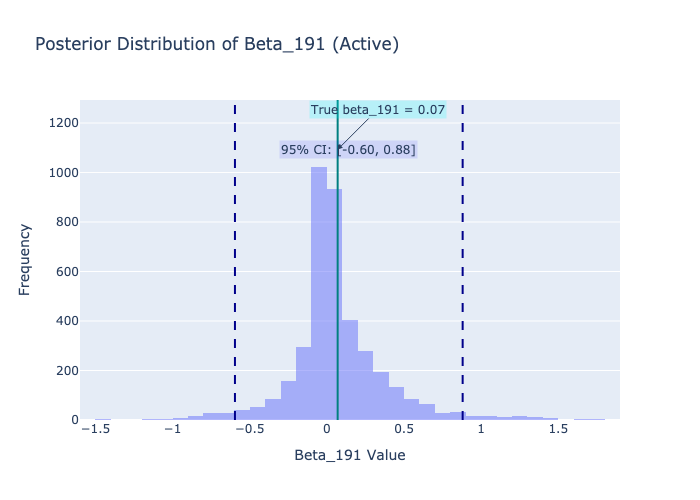 Posterior Distribution of Beta_191 (Active)
True beta_191 = 0.07
95% CI: [-0.60, 0.88]
1200
1000
800
600
400
200
0
Frequency
−1.5 −1 −0.5 0 0.5 1 1.5
Beta_191 Value